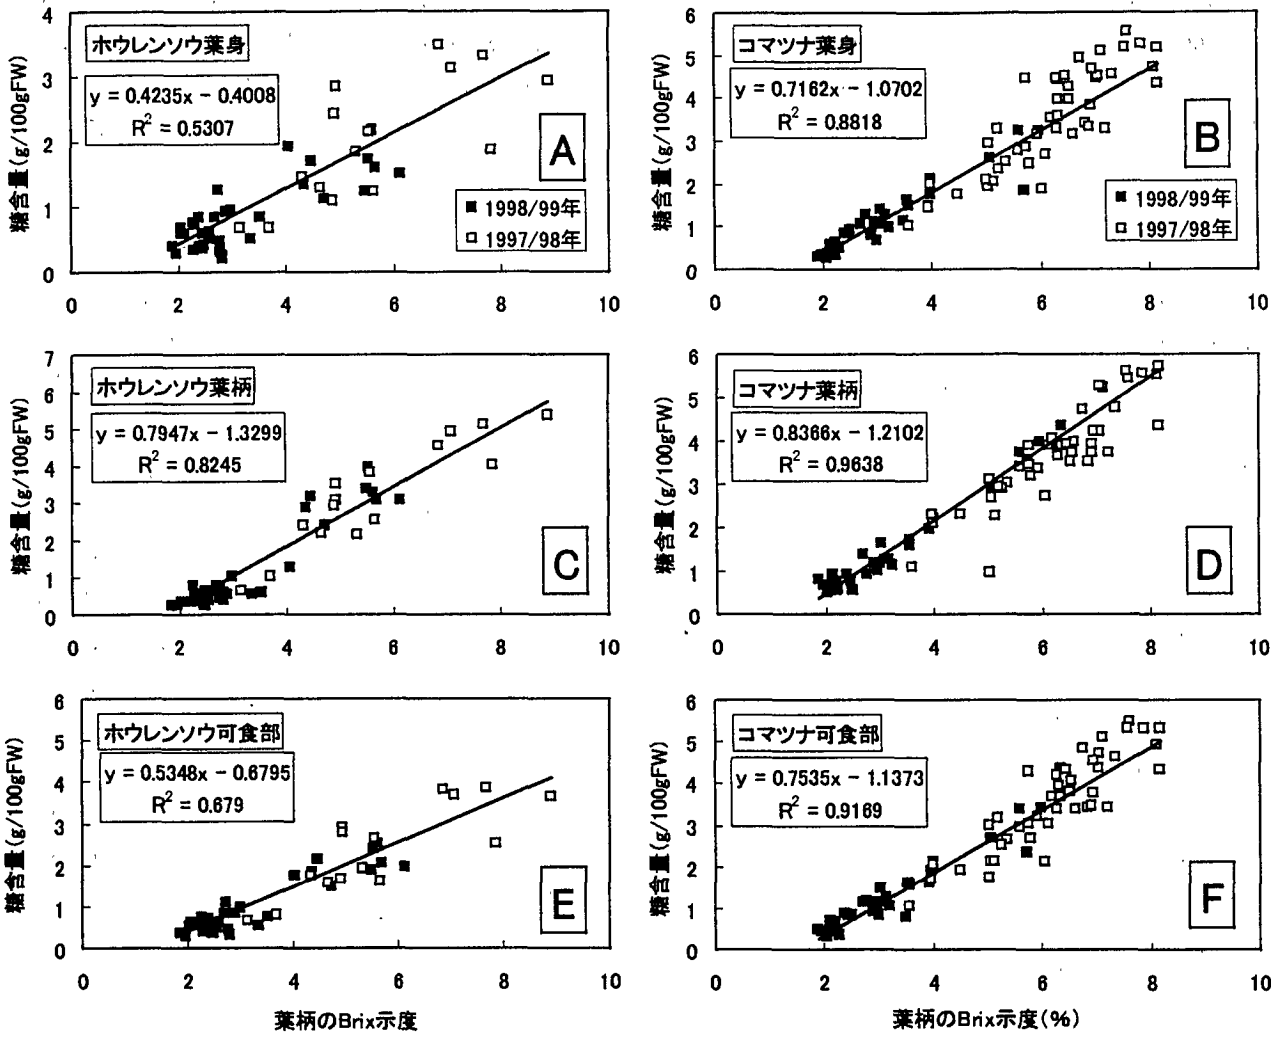 ホウレンソウ葉身
y = 0.4235x − 0.4008
R² = 0.5307
A
■ 1998/99年
□ 1997/98年
糖含量(g/100gFW)
4
3
2
1
0
0 2 4 6 8 10
コマツナ葉身
y = 0.7162x − 1.0702
R² = 0.8818
B
■ 1998/99年
□ 1997/98年
糖含量(g/100gFW)
6
5
4
3
2
1
0
0 2 4 6 8 10
ホウレンソウ葉柄
y = 0.7947x − 1.3299
R² = 0.8245
C
糖含量(g/100gFW)
7
6
5
4
3
2
1
0
0 2 4 6 8 10
コマツナ葉柄
y = 0.8366x − 1.2102
R² = 0.9638
D
糖含量(g/100gFW)
6
5
4
3
2
1
0
0 2 4 6 8 10
ホウレンソウ可食部
y = 0.5348x − 0.6795
R² = 0.679
E
糖含量(g/100gFW)
6
5
4
3
2
1
0
0 2 4 6 8 10
葉柄のBrix示度
コマツナ可食部
y = 0.7535x − 1.1373
R² = 0.9169
F
糖含量(g/100gFW)
6
5
4
3
2
1
0
0 2 4 6 8 10
葉柄のBrix示度(%)